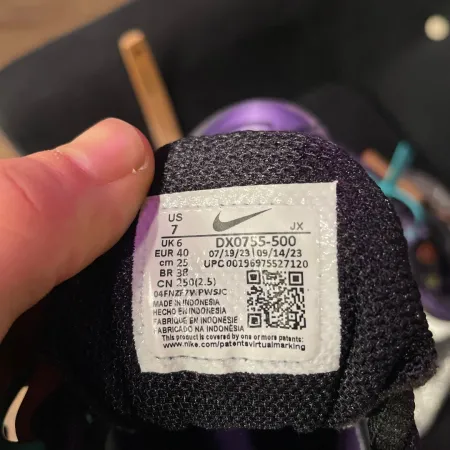 US
7
JX
UK 6
DX0755-500
EUR 40
07/19/23
09/14/23
cm 25
UPC 00196975527120
BR 38
CN 250(2.5)
MADE IN INDONESIA
HECHO EN INDONESIA
FABRIQUE EN INDONESIE
FABRICADO NA INDONESIA
This product is covered by one or more patents:
www.nike.com/patentsvirtualmarking